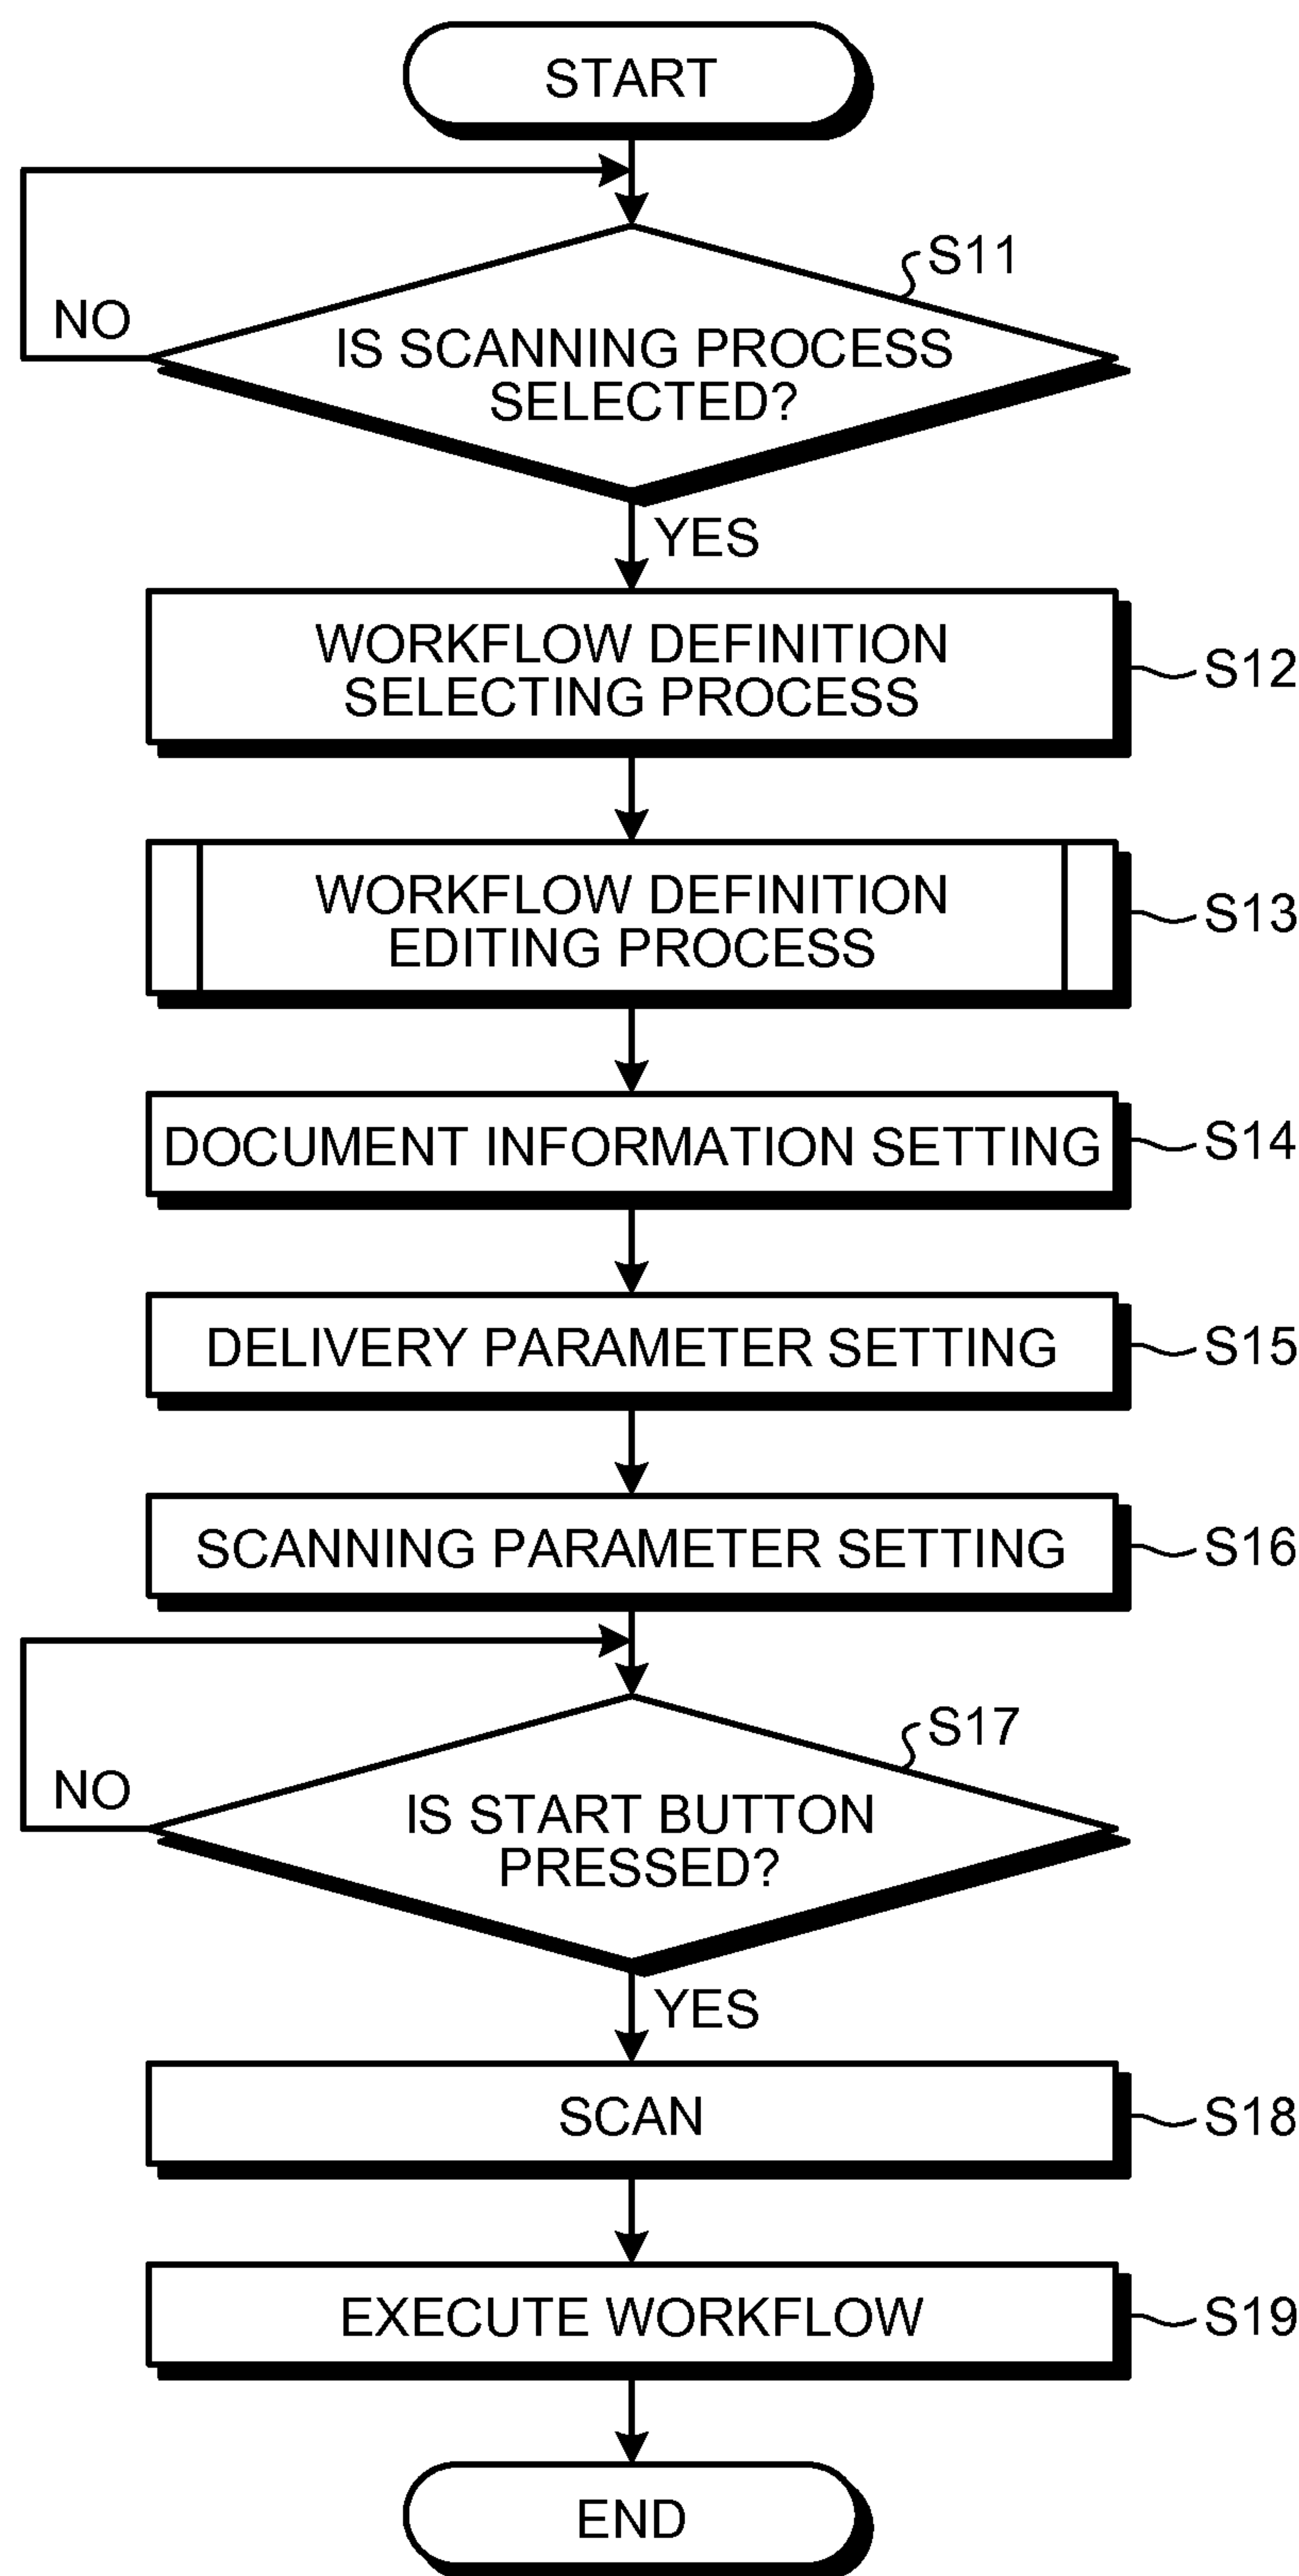 START
S11
NO
IS SCANNING PROCESS
SELECTED?
YES
WORKFLOW DEFINITION
SELECTING PROCESS
S12
WORKFLOW DEFINITION
EDITING PROCESS
S13
DOCUMENT INFORMATION SETTING
S14
DELIVERY PARAMETER SETTING
S15
SCANNING PARAMETER SETTING
S16
S17
NO
IS START BUTTON
PRESSED?
YES
SCAN
S18
EXECUTE WORKFLOW
S19
END